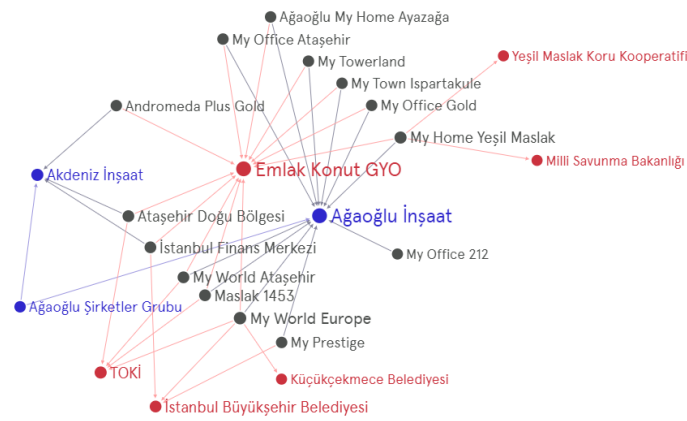 Ağaoğlu My Home Ayazağa
My Office Ataşehir
Yeşil Maslak Koru Kooperatifi
My Towerland
My Town Ispartakule
Andromeda Plus Gold
My Office Gold
My Home Yeşil Maslak
Milli Savunma Bakanlığı
Emlak Konut GYO
Akdeniz İnşaat
Ataşehir Doğu Bölgesi
Ağaoğlu İnşaat
İstanbul Finans Merkezi
My Office 212
My World Ataşehir
Maslak 1453
Ağaoğlu Şirketler Grubu
My World Europe
My Prestige
TOKİ
Küçükçekmece Belediyesi
İstanbul Büyükşehir Belediyesi